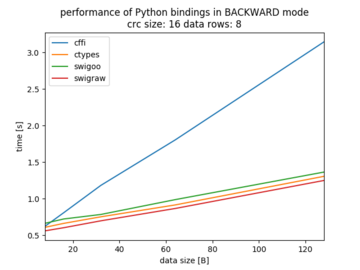 performance of Python bindings in BACKWARD mode
crc size: 16 data rows: 8
cffi
ctypes
swigoo
swigraw
time [s]
3.0
2.5
2.0
1.5
1.0
0.5
20
40
60
80
100
120
data size [B]